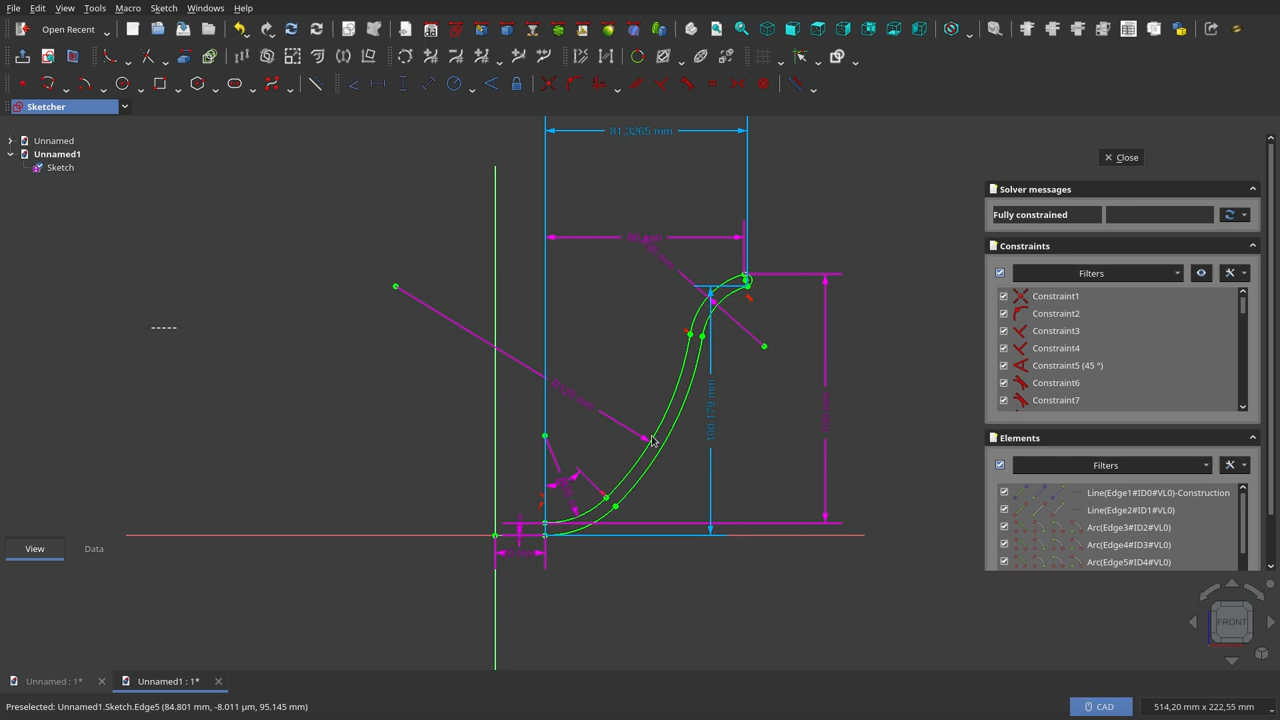 File Edit View Tools Macro Sketch Windows Help
Open Recent
Sketcher
Unnamed
Unnamed1
Sketch
81,3265 mm
100,179 mm
Close
Solver messages
Fully constrained
Constraints
Filters
Constraint1
Constraint2
Constraint3
Constraint4
Constraint5 (45 °)
Constraint6
Constraint7
Elements
Filters
Line(Edge1#ID0#VL0)-Construction
Line(Edge2#ID1#VL0)
Arc(Edge3#ID2#VL0)
Arc(Edge4#ID3#VL0)
Arc(Edge5#ID4#VL0)
View Data
FRONT
Unnamed : 1*
Unnamed1 : 1*
Preselected: Unnamed1.Sketch.Edge5 (84.801 mm, -8.011 µm, 95.145 mm)
CAD
514,20 mm x 222,55 mm